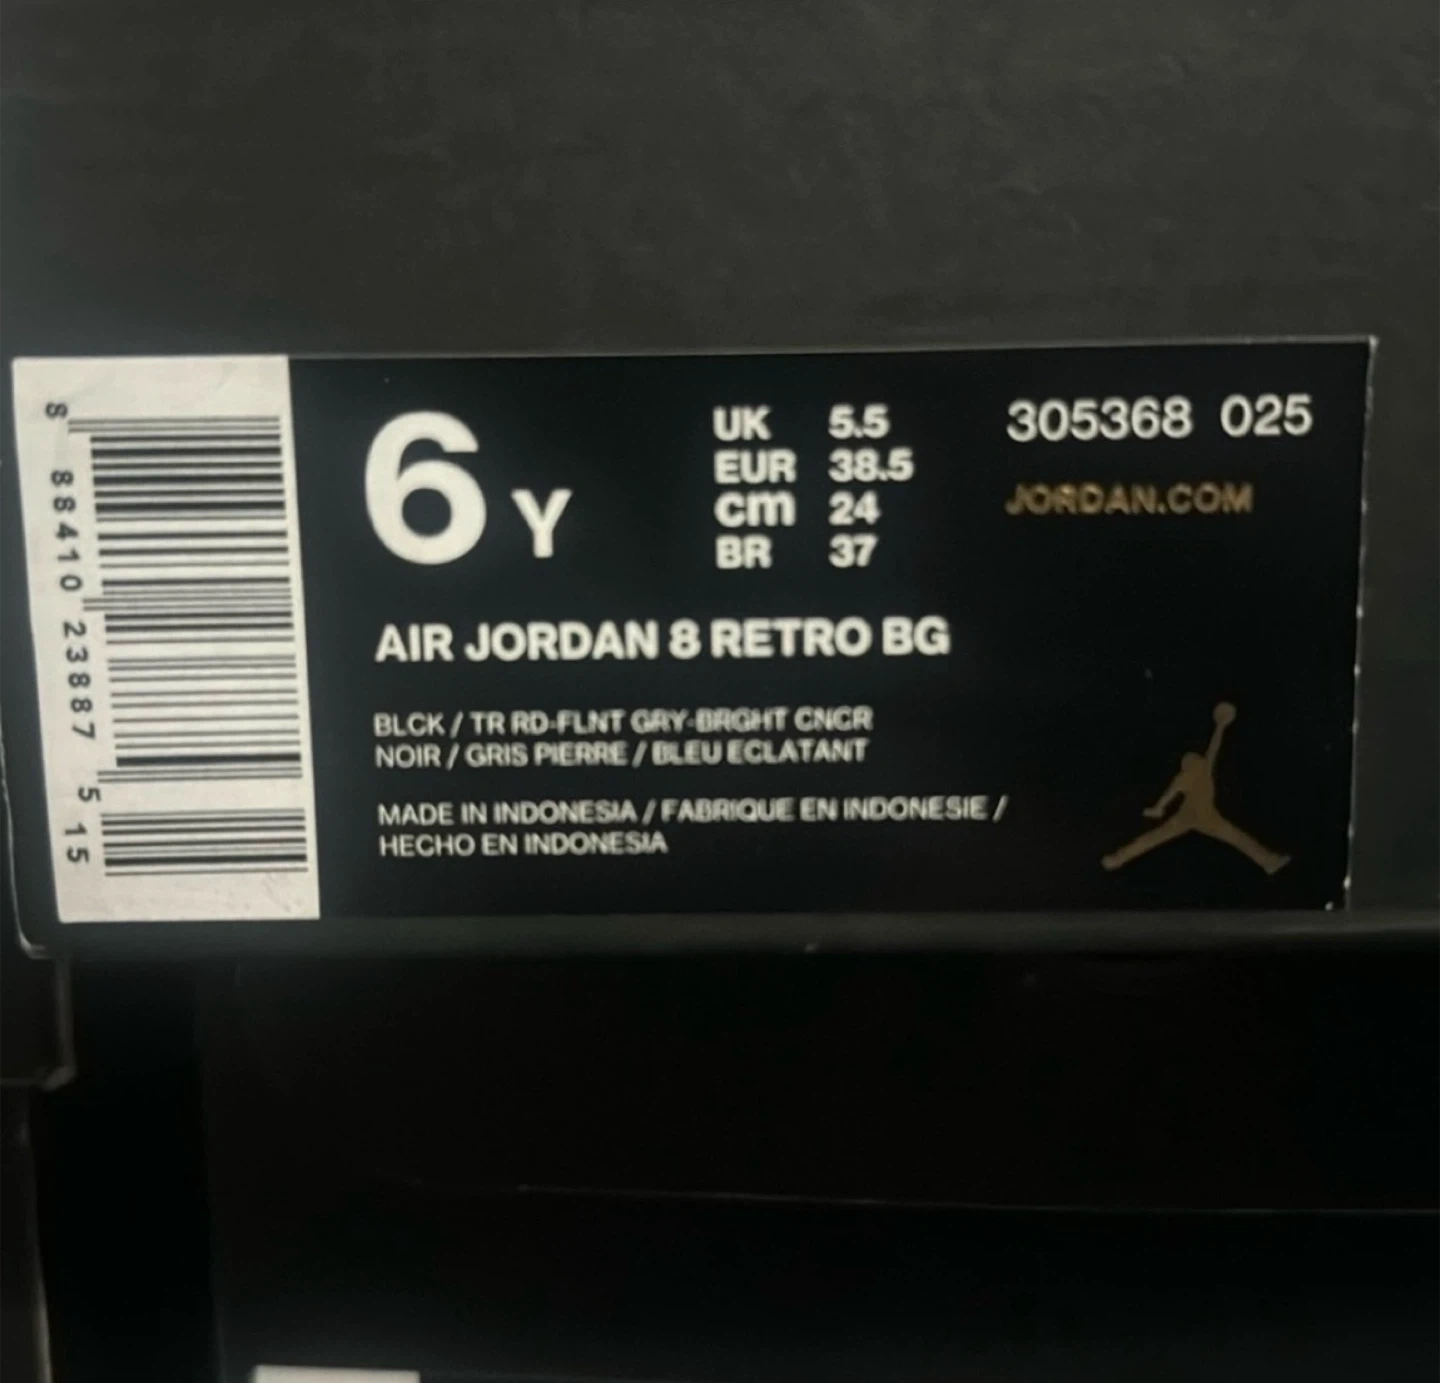 6 Y
UK 5.5
EUR 38.5
cm 24
BR 37
305368 025
JORDAN.COM
AIR JORDAN 8 RETRO BG
BLCK / TR RD-FLNT GRY-BRGHT CNCR
NOIR / GRIS PIERRE / BLEU ECLATANT
MADE IN INDONESIA / FABRIQUE EN INDONESIE /
HECHO EN INDONESIA
8 88410 23887 5 15